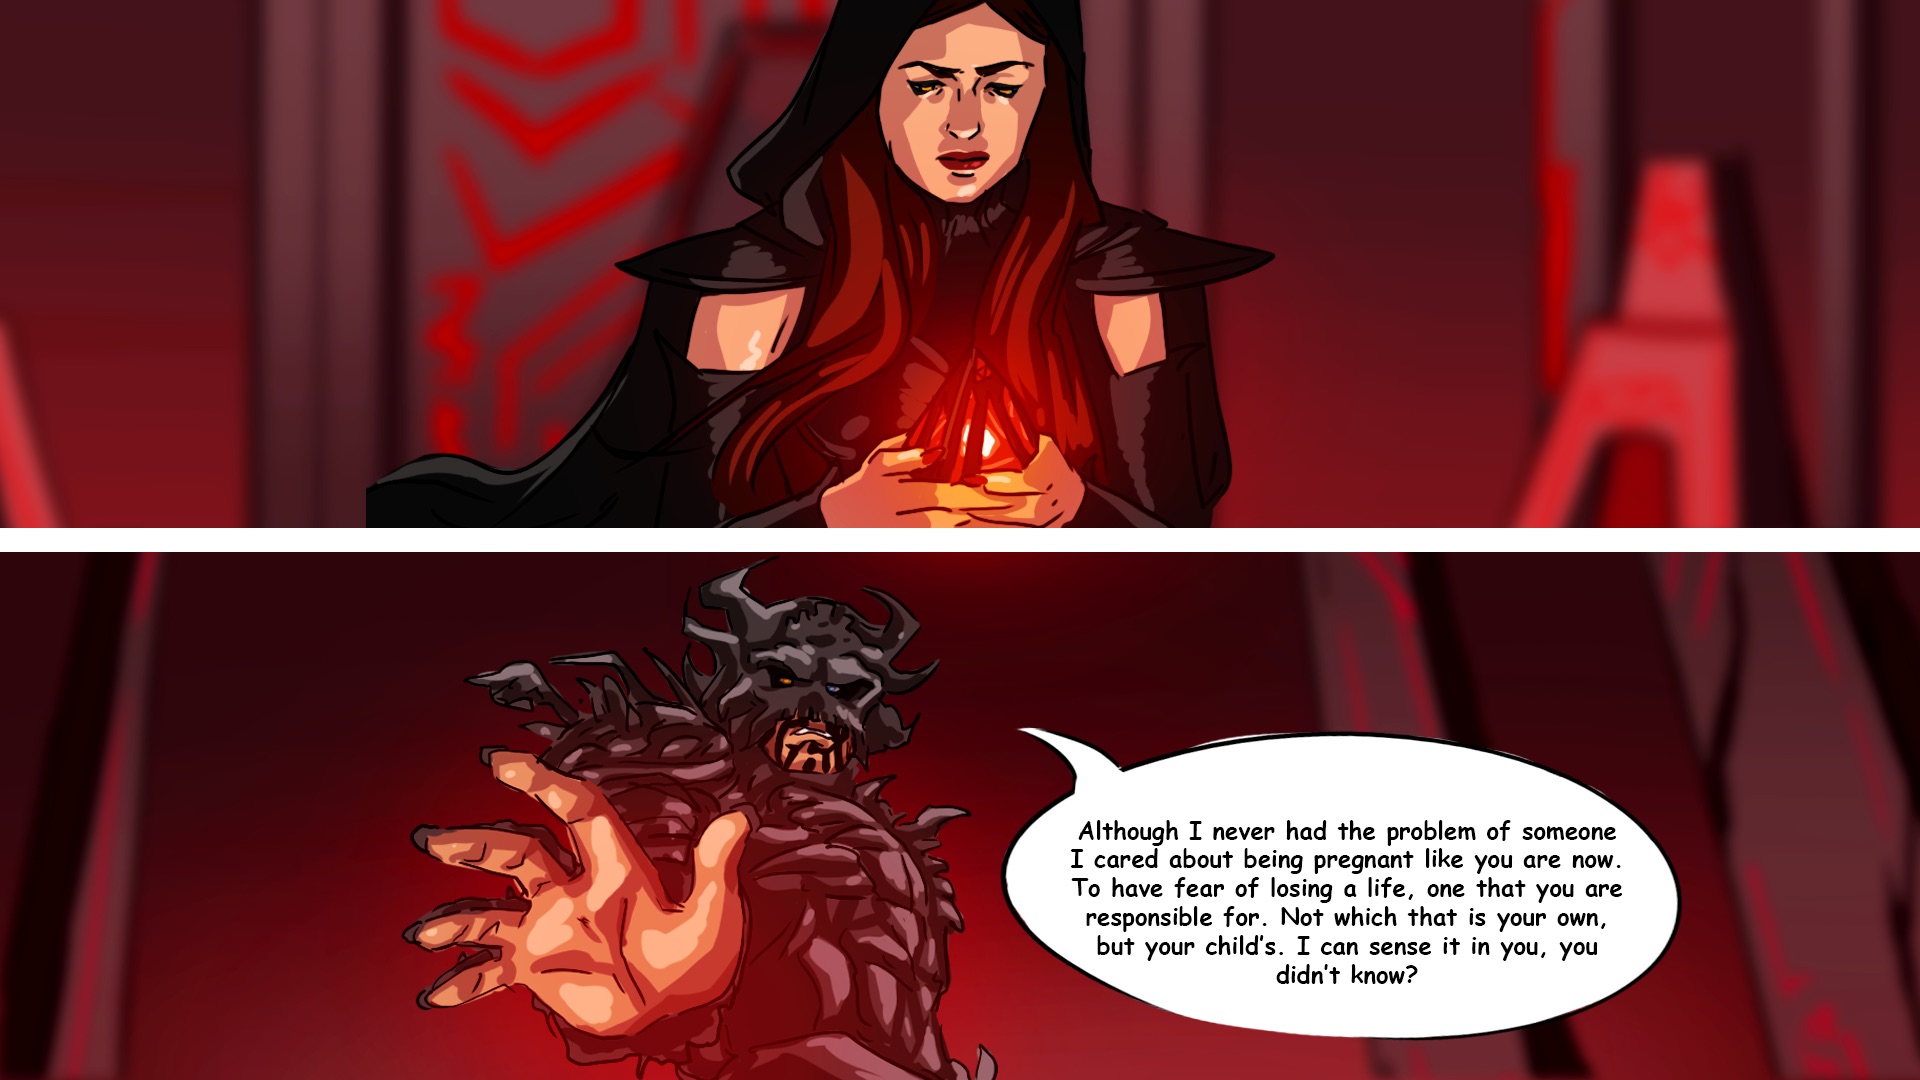 Although I never had the problem of someone
I cared about being pregnant like you are now.
To have fear of losing a life, one that you are
responsible for. Not which that is your own,
but your child's. I can sense it in you, you
didn't know?